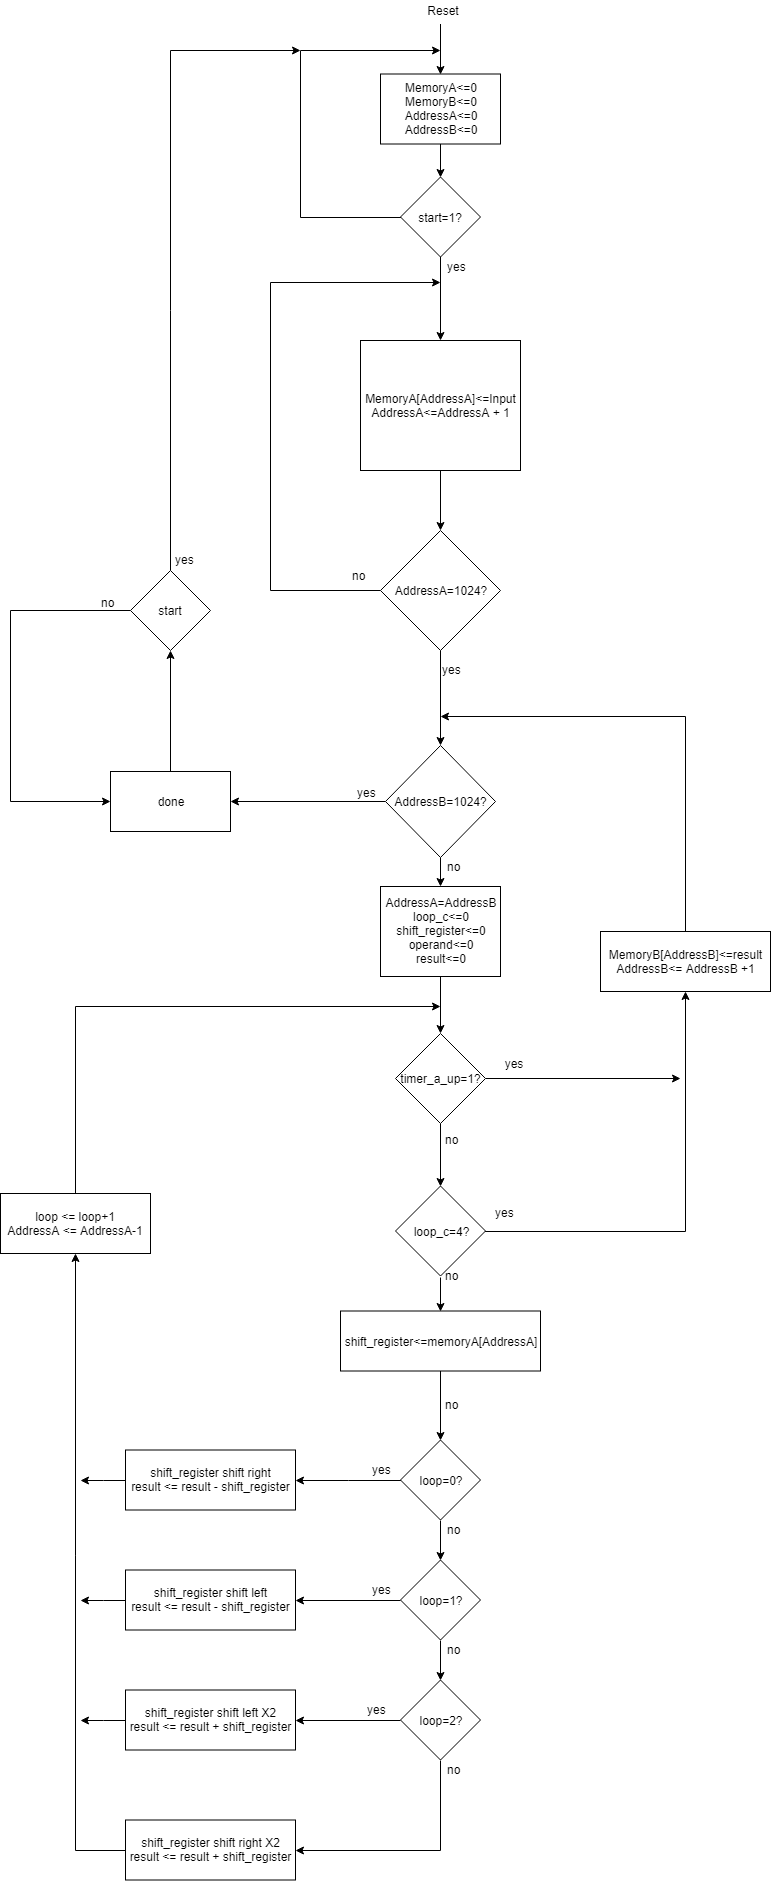 Reset
MemoryA<=0
MemoryB<=0
AddressA<=0
AddressB<=0
start=1?
yes
MemoryA[AddressA]<=Input
AddressA<=AddressA + 1
yes
no
AddressA=1024?
start
no
yes
AddressB=1024?
yes
done
no
AddressA=AddressB
loop_c<=0
shift_register<=0
operand<=0
result<=0
MemoryB[AddressB]<=result
AddressB<= AddressB +1
yes
timer_a_up=1?
no
loop <= loop+1
AddressA <= AddressA-1
yes
loop_c=4?
no
shift_register<=memoryA[AddressA]
no
shift_register shift right
result <= result - shift_register
yes
loop=0?
no
shift_register shift left
result <= result - shift_register
yes
loop=1?
no
shift_register shift left X2
result <= result + shift_register
yes
loop=2?
no
shift_register shift right X2
result <= result + shift_register